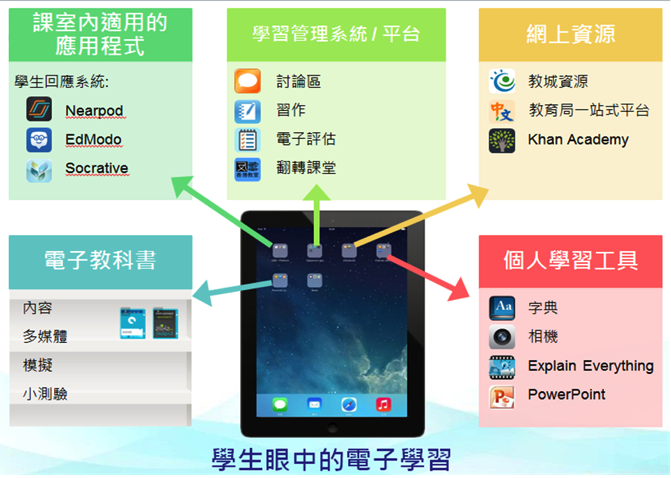 課室內適用的
應用程式
學生回應系統:
Nearpod
EdModo
Socrative
學習管理系統 / 平台
討論區
習作
電子評估
翻轉課堂
網上資源
教城資源
中文
教育局一站式平台
Khan Academy
電子教科書
內容
多媒體
模擬
小測驗
個人學習工具
Aa
字典
相機
Explain Everything
P
PowerPoint
學生眼中的電子學習